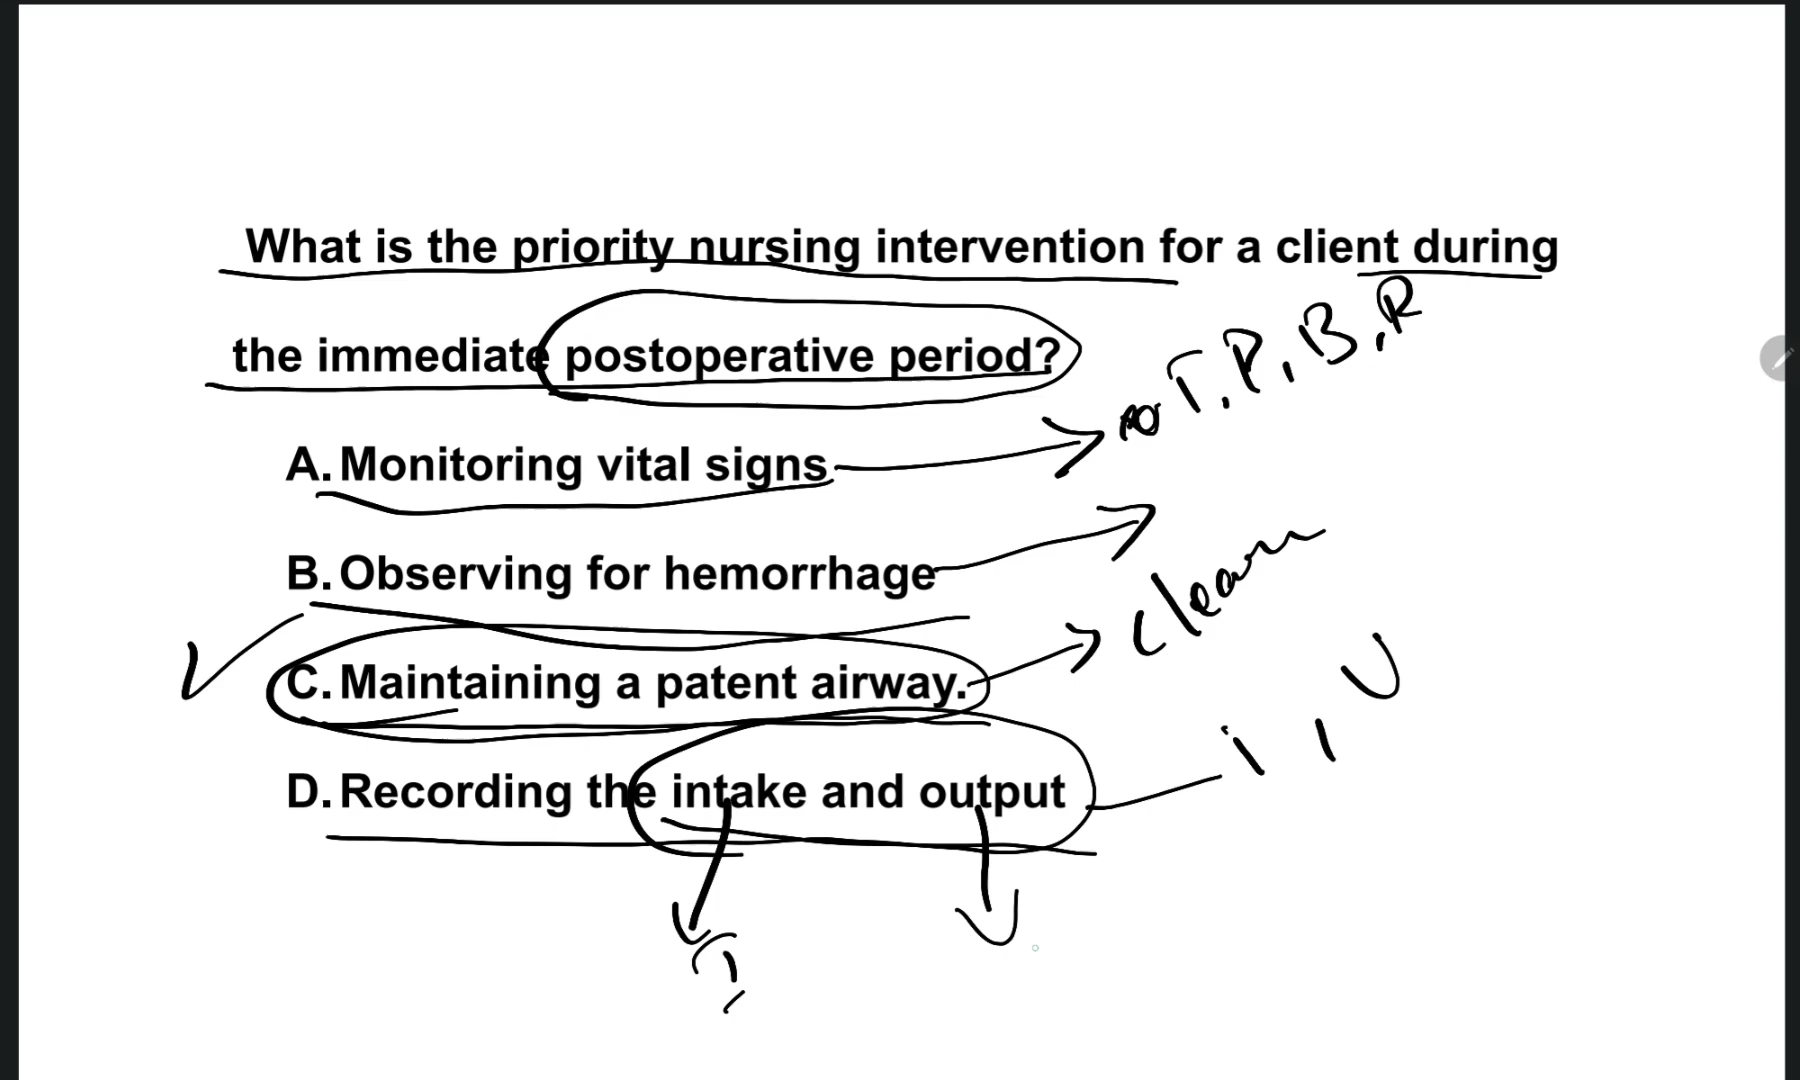 What is the priority nursing intervention for a client during
the immediate postoperative period?
T, P, B, R
A. Monitoring vital signs
B. Observing for hemorrhage
clean
C. Maintaining a patent airway.
i, U
D. Recording the intake and output
I